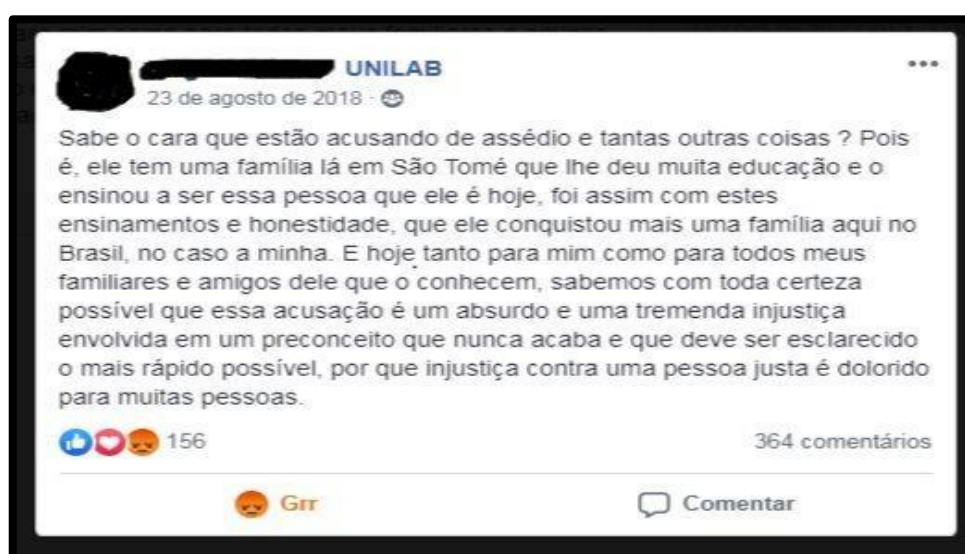 UNILAB
23 de agosto de 2018 ·
Sabe o cara que estão acusando de assédio e tantas outras coisas ? Pois
é, ele tem uma família lá em São Tomé que lhe deu muita educação e o
ensinou a ser essa pessoa que ele é hoje, foi assim com estes
ensinamentos e honestidade, que ele conquistou mais uma família aqui no
Brasil, no caso a minha. E hoje tanto para mim como para todos meus
familiares e amigos dele que o conhecem, sabemos com toda certeza
possível que essa acusação é um absurdo e uma tremenda injustiça
envolvida em um preconceito que nunca acaba e que deve ser esclarecido
o mais rápido possível, por que injustiça contra uma pessoa justa é dolorido
para muitas pessoas.
156 364 comentários
Grr Comentar